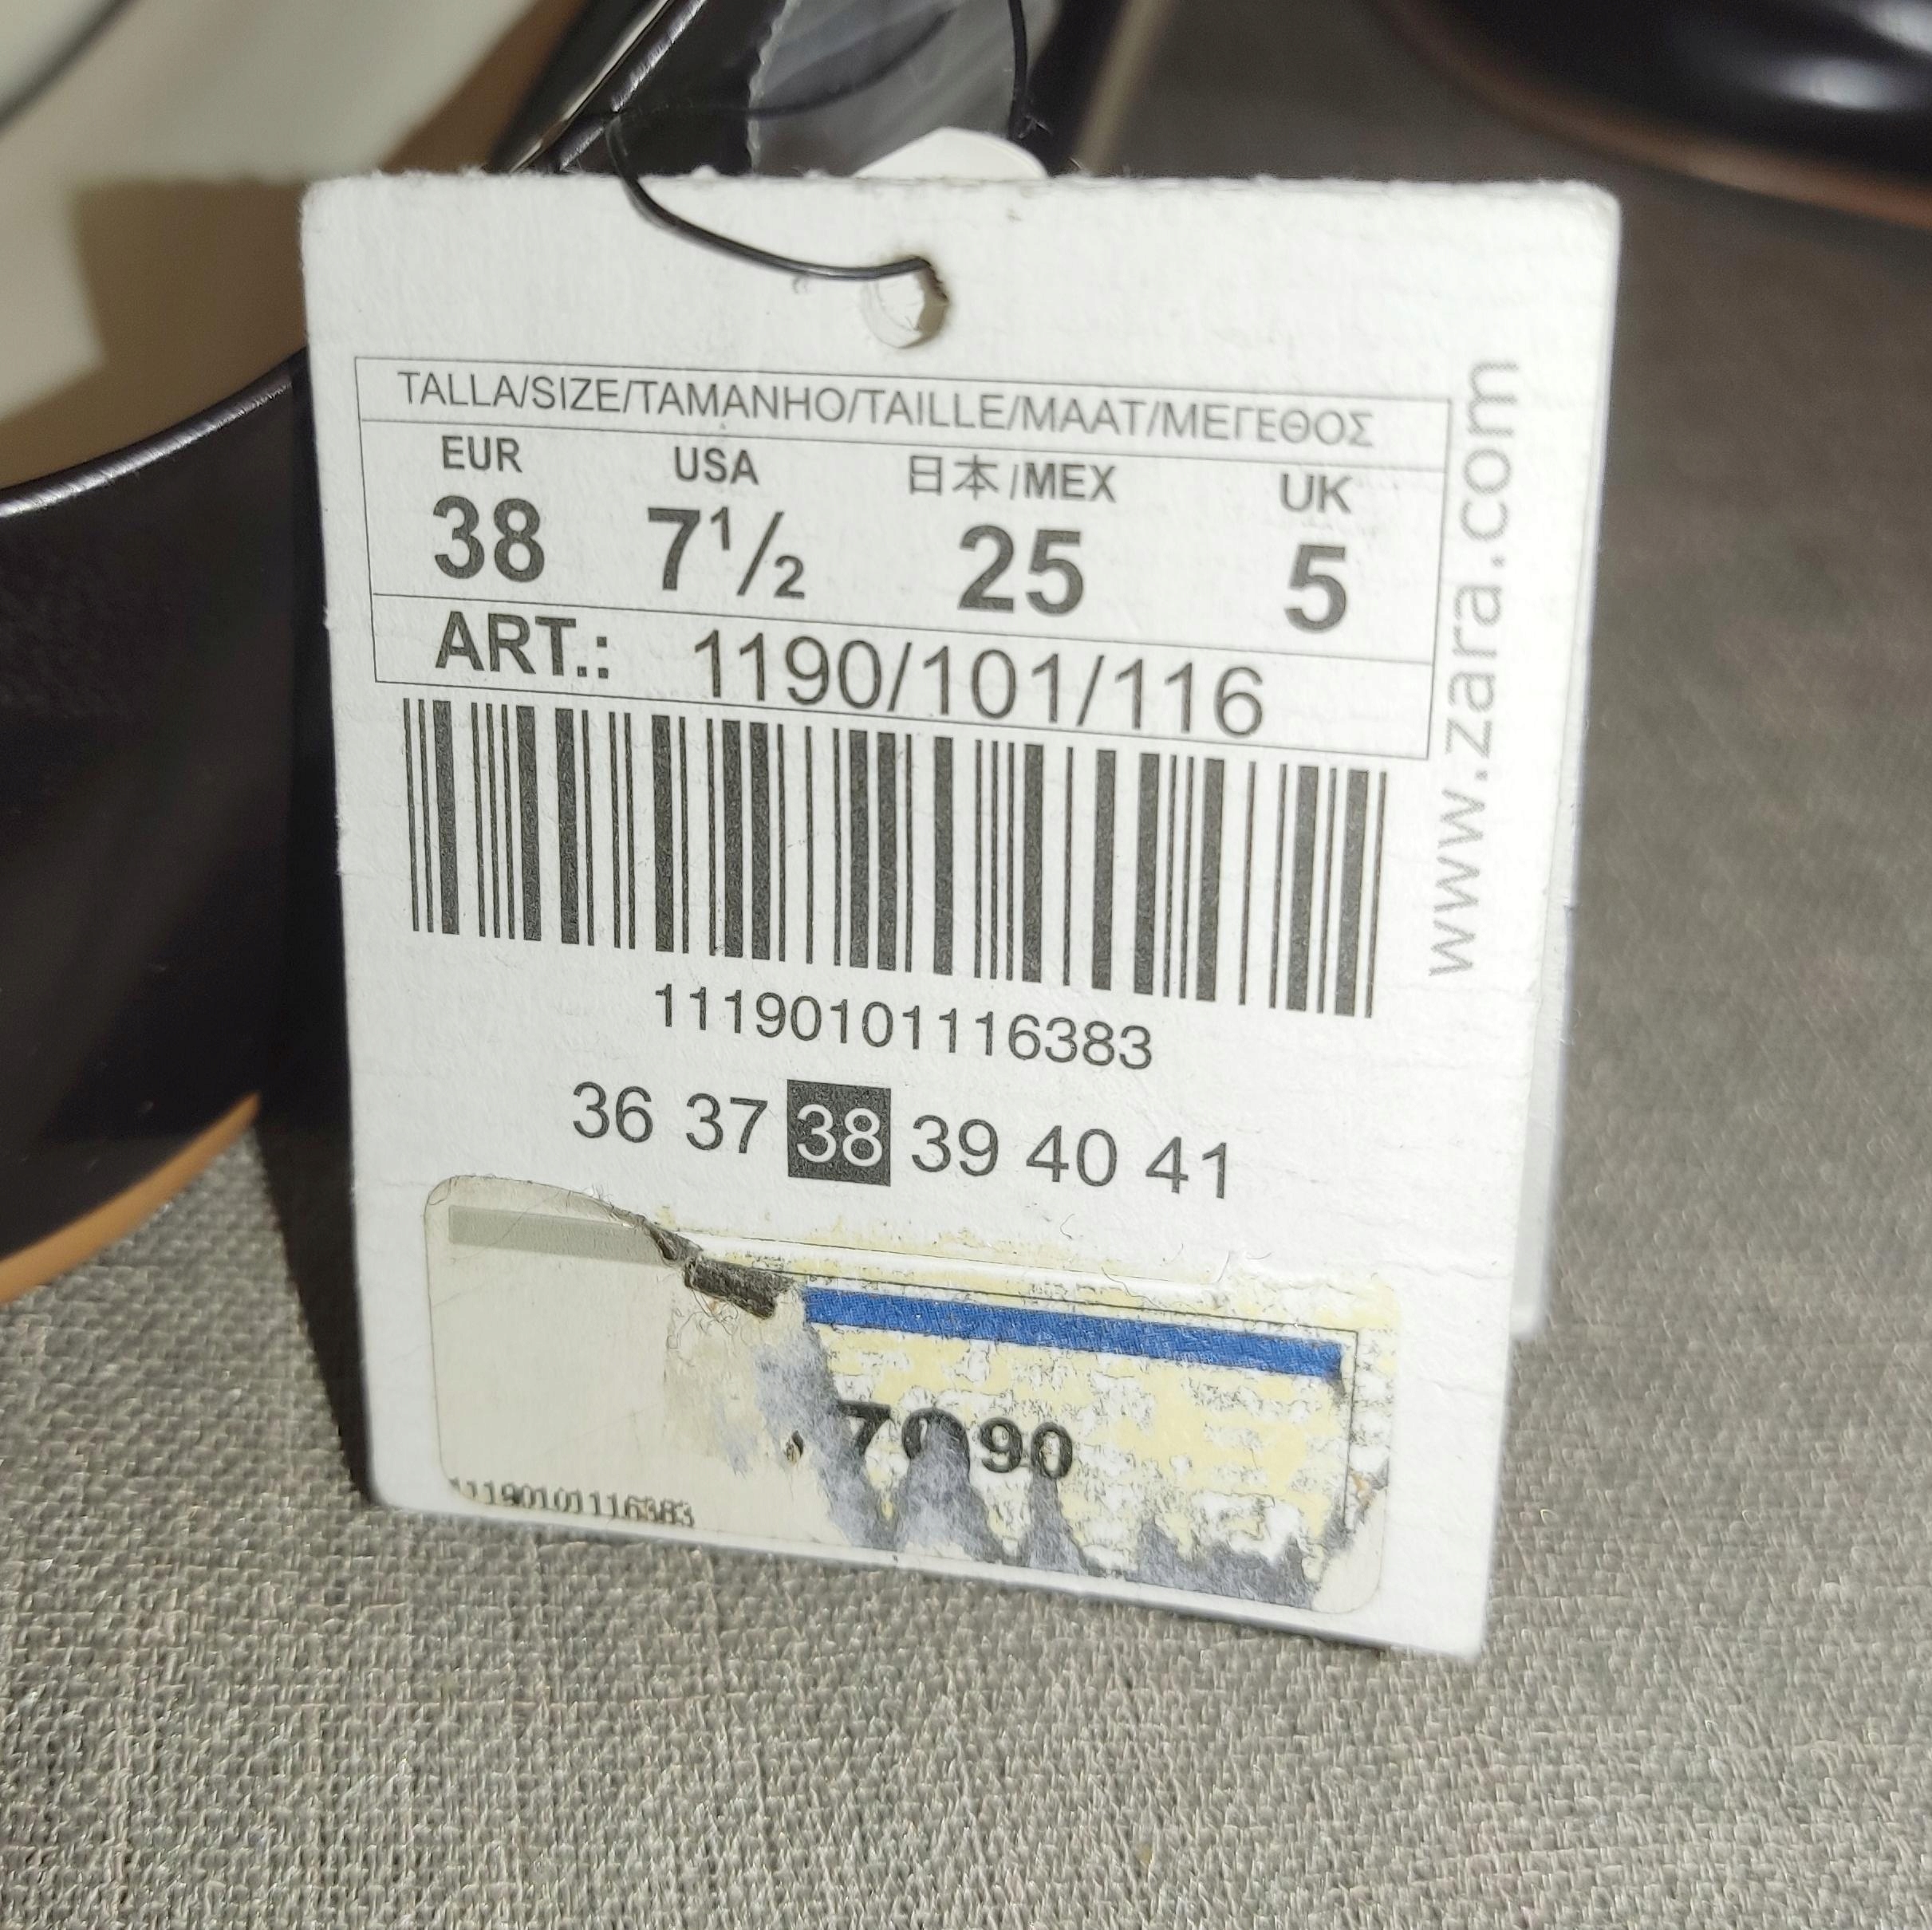 TALLA/SIZE/TAMANHO/TAILLE/MAAT/ΜΕΓΕΘΟΣ
EUR USA 日本/MEX UK
38 7½ 25 5
ART.: 1190/101/116
11190101116383
36 37 38 39 40 41
11190101116383
www.zara.com